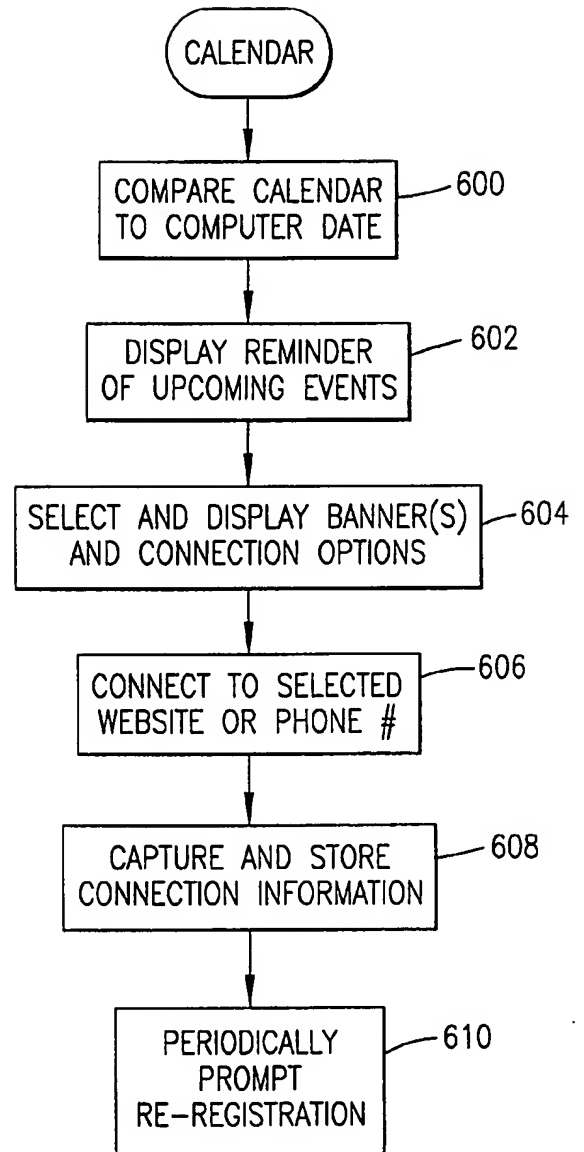 CALENDAR
COMPARE CALENDAR
TO COMPUTER DATE
600
DISPLAY REMINDER
OF UPCOMING EVENTS
602
SELECT AND DISPLAY BANNER(S)
AND CONNECTION OPTIONS
604
CONNECT TO SELECTED
WEBSITE OR PHONE #
606
CAPTURE AND STORE
CONNECTION INFORMATION
608
PERIODICALLY
PROMPT
RE-REGISTRATION
610